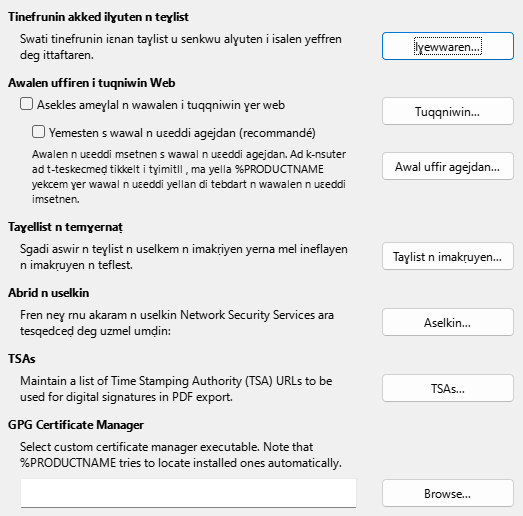 Tinefrunin akked ilɣuten n teɣlist
Swati tinefrunin iɛnan taɣlist u senkwu alɣuten i isalen yeffren
deg ittaftaren.
Iɣewwaren...
Awalen uffiren i tuqniwin Web
Asekles ameɣlal n wawalen i tuqqniwin ɣer web
Tuqqniwin...
Yemesten s wawal n uɛeddi agejdan (recommandé)
Awalen n uɛeddi msetnen s wawal n uɛeddi agejdan. Ad k-nsuter
ad t-teskecmeḍ tikkelt i tɣimitll , ma yella %PRODUCTNAME
yekcem ɣer wawal n uɛeddi yellan di tebdart n wawalen n uɛeddi
imsetnen.
Awal uffir agejdan...
Taɣellist n temɣernaṭ
Sgadi aswir n teɣlist n uselkem n imakṛiyen yerna mel ineflayen
n imakṛuyen n teflest.
Taɣlist n imakṛuyen...
Abrid n uselkin
Fren neɣ rnu akaram n uselkin Network Security Services ara
tesqedceḍ deg uzmel umḍin:
Aselkin...
TSAs
Maintain a list of Time Stamping Authority (TSA) URLs to be
used for digital signatures in PDF export.
TSAs...
GPG Certificate Manager
Select custom certificate manager executable. Note that
%PRODUCTNAME tries to locate installed ones automatically.
Browse...